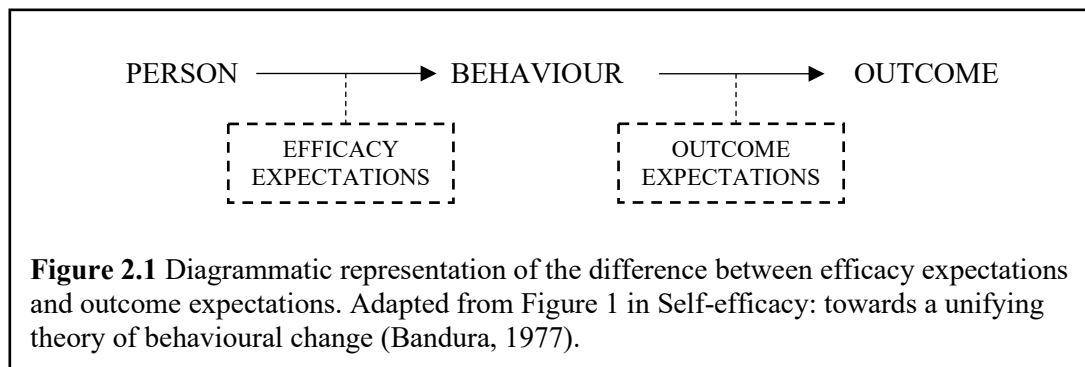 PERSON BEHAVIOUR OUTCOME
EFFICACY
EXPECTATIONS
OUTCOME
EXPECTATIONS
Figure 2.1 Diagrammatic representation of the difference between efficacy expectations
and outcome expectations. Adapted from Figure 1 in Self-efficacy: towards a unifying
theory of behavioural change (Bandura, 1977).